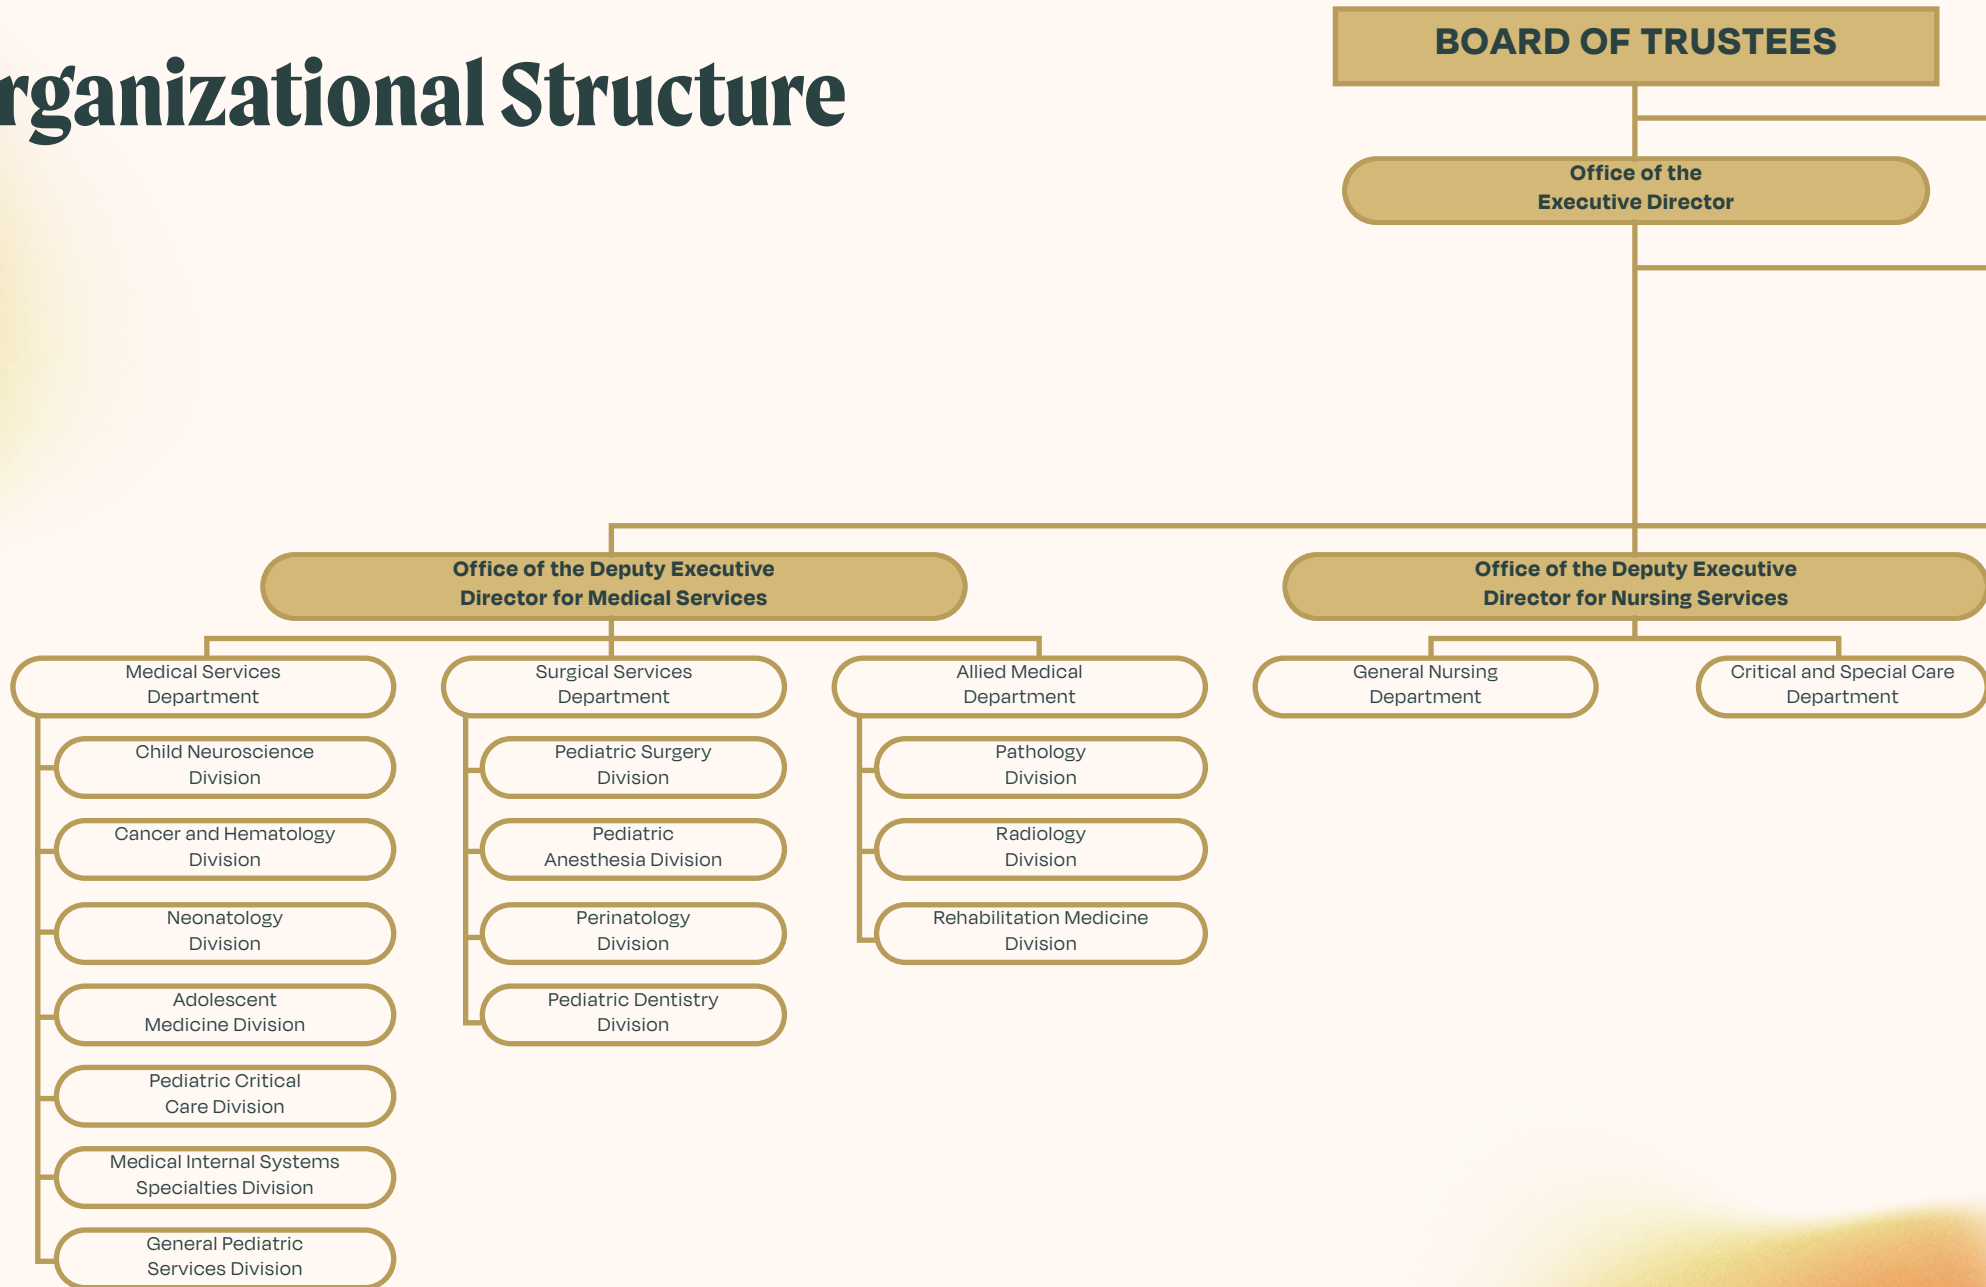 rganizational Structure
BOARD OF TRUSTEES
Office of the
Executive Director
Office of the Deputy Executive
Director for Medical Services
Office of the Deputy Executive
Director for Nursing Services
Medical Services
Department
Child Neuroscience
Division
Cancer and Hematology
Division
Neonatology
Division
Adolescent
Medicine Division
Pediatric Critical
Care Division
Medical Internal Systems
Specialties Division
General Pediatric
Services Division
Surgical Services
Department
Pediatric Surgery
Division
Pediatric
Anesthesia Division
Perinatology
Division
Pediatric Dentistry
Division
Allied Medical
Department
Pathology
Division
Radiology
Division
Rehabilitation Medicine
Division
General Nursing
Department
Critical and Special Care
Department